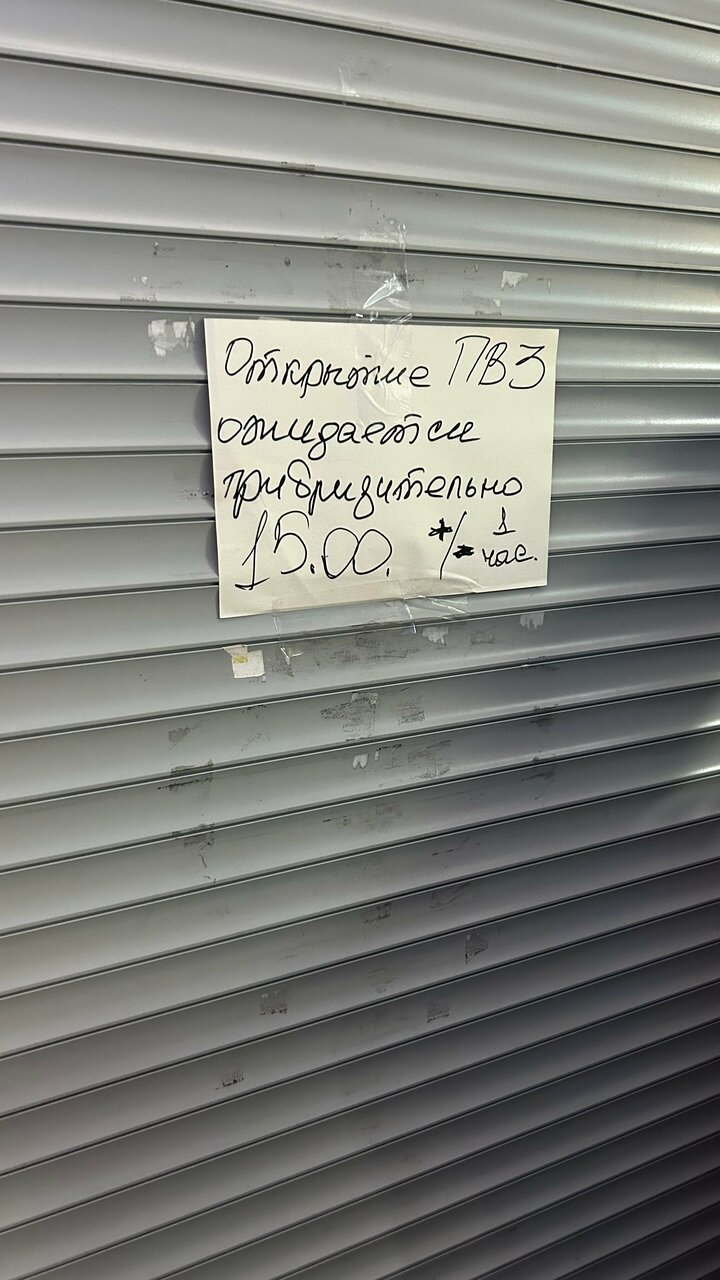 Открытие ПВЗ
ожидается
приблизительно
15.00. +/- 1 час.